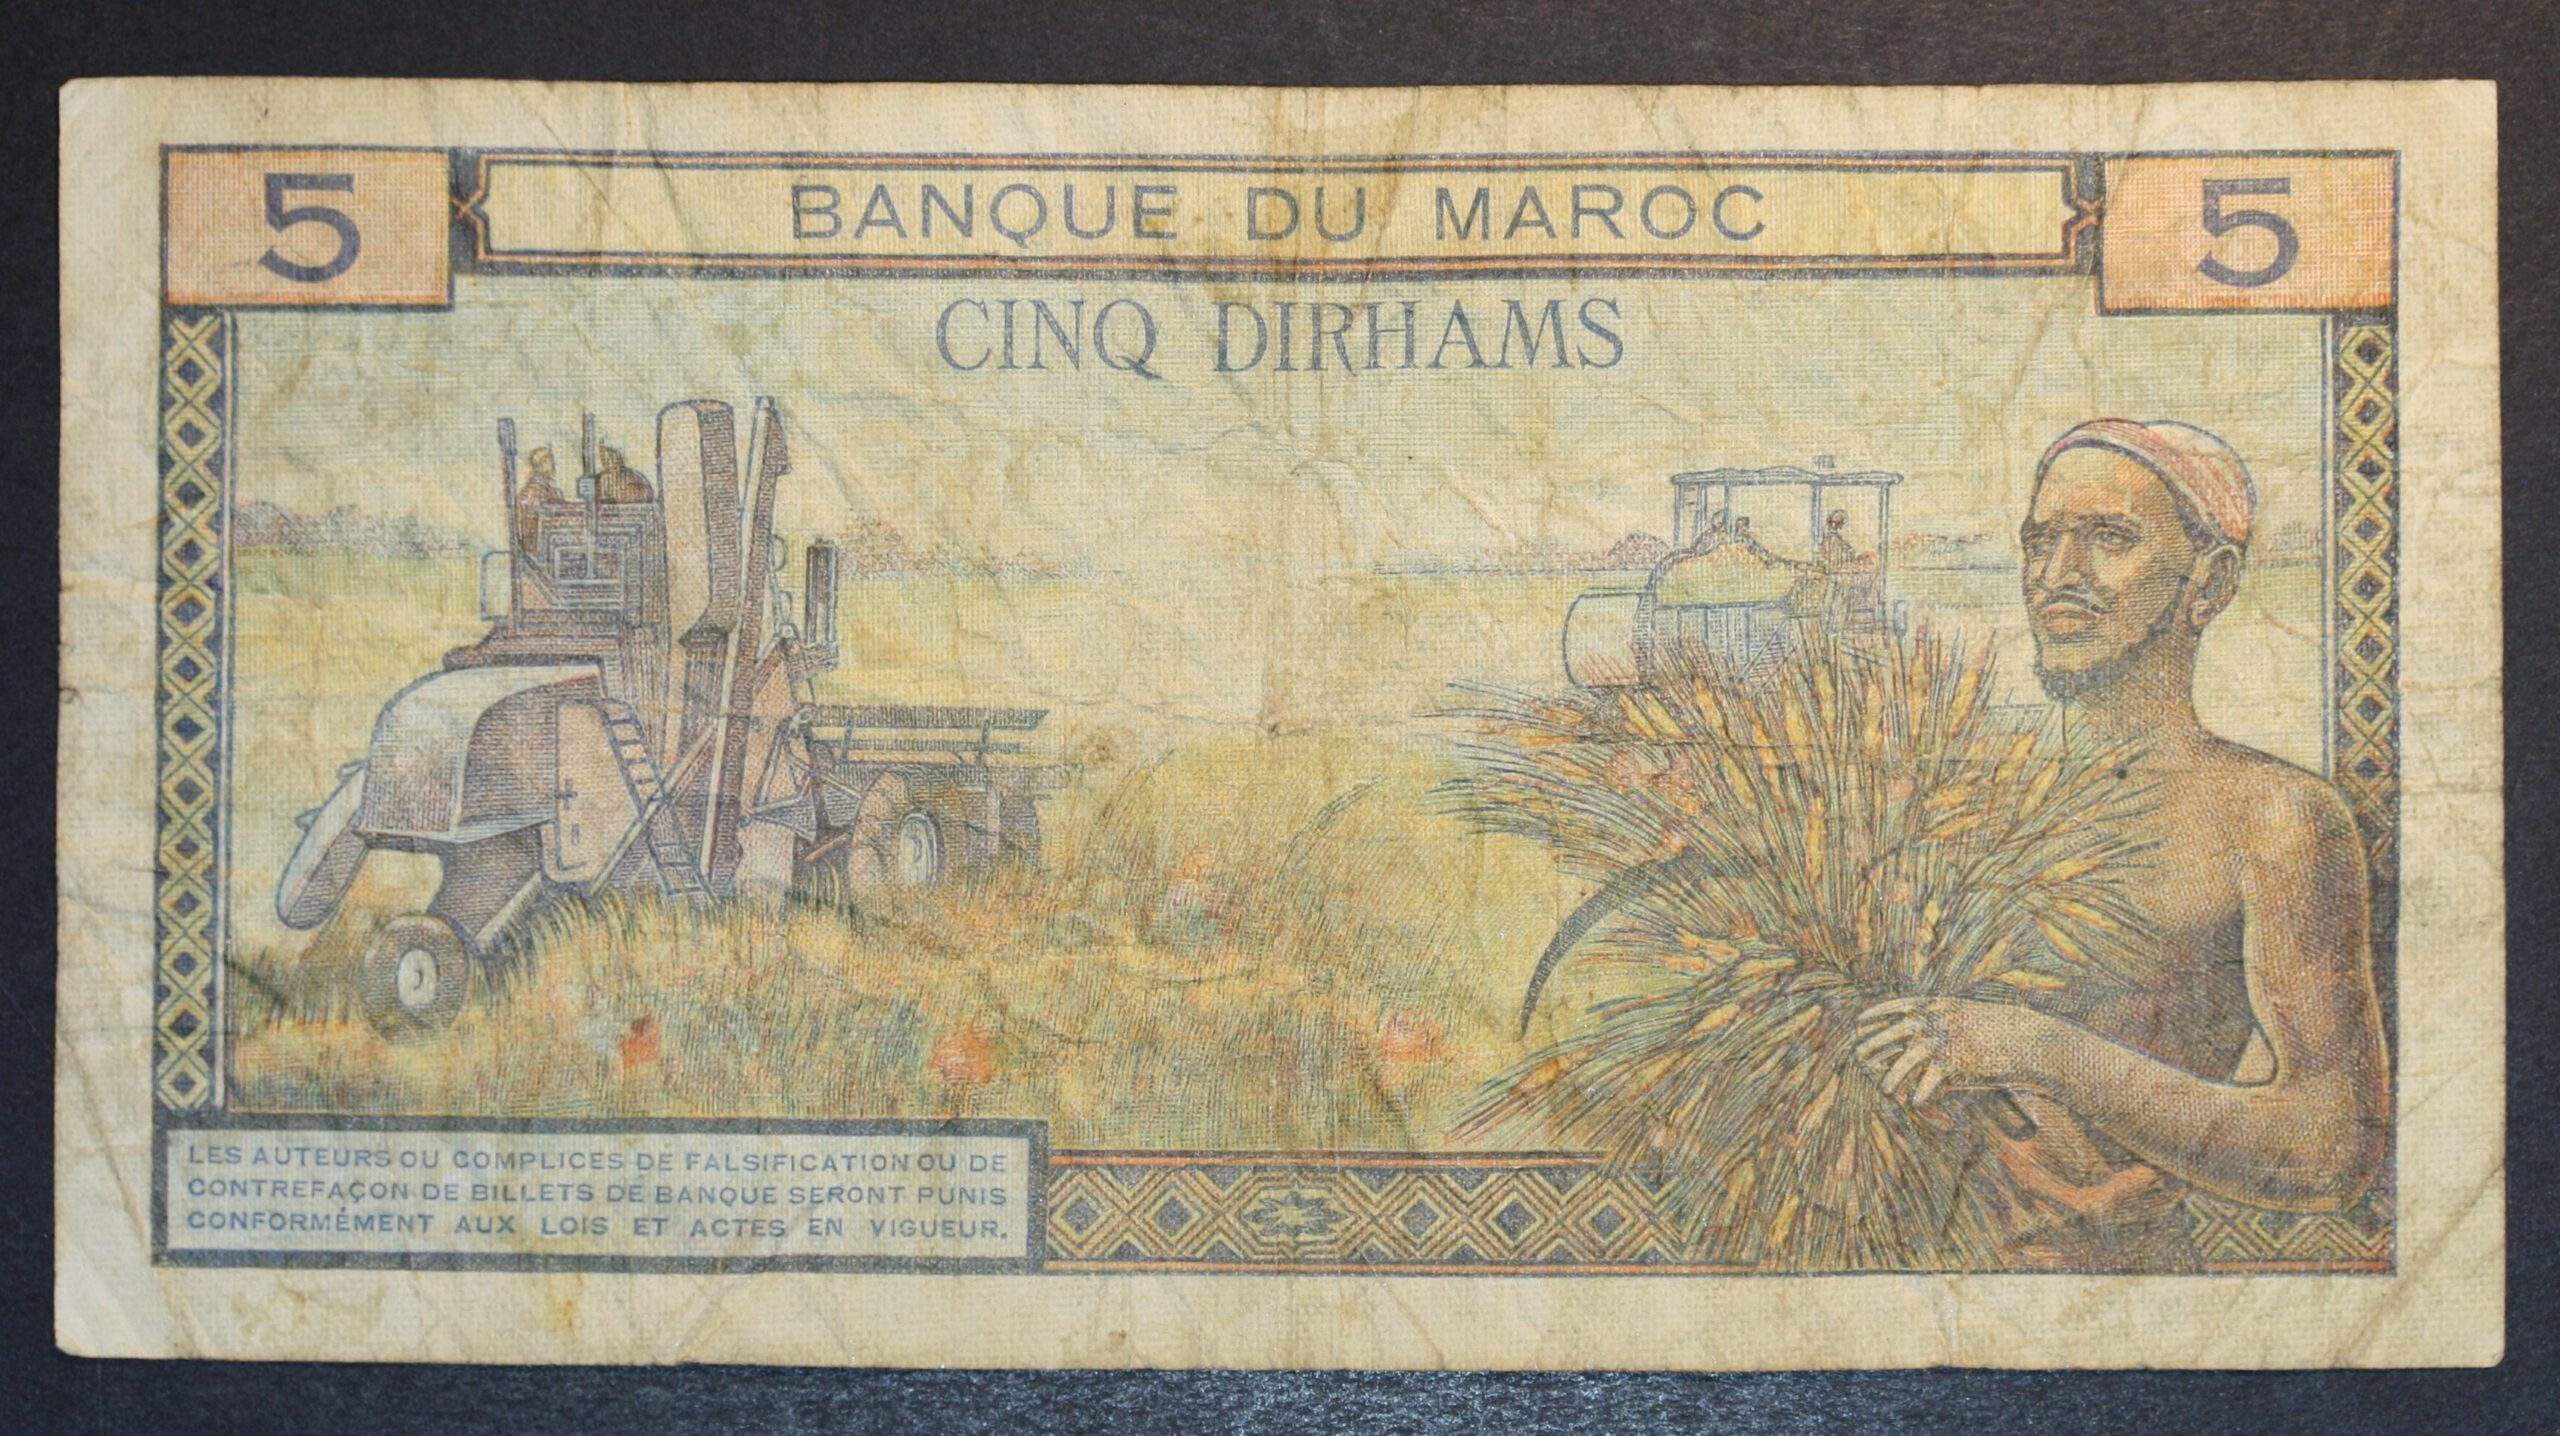 5 BANQUE DU MAROC 5
CINQ DIRHAMS
LES AUTEURS OU COMPLICES DE FALSIFICATION OU DE
CONTREFAÇON DE BILLETS DE BANQUE SERONT PUNIS
CONFORMÉMENT AUX LOIS ET ACTES EN VIGUEUR.